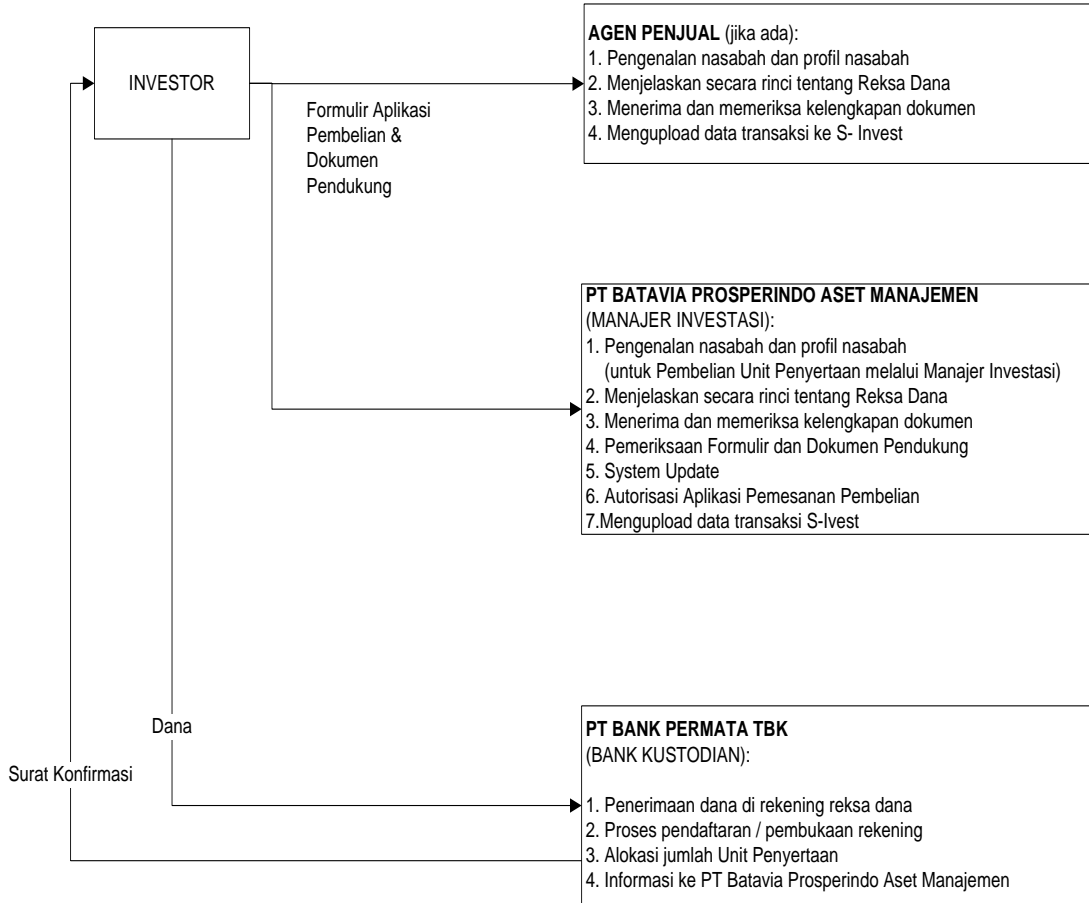 INVESTOR
Formulir Aplikasi
Pembelian &
Dokumen
Pendukung
AGEN PENJUAL (jika ada):
1. Pengenalan nasabah dan profil nasabah
2. Menjelaskan secara rinci tentang Reksa Dana
3. Menerima dan memeriksa kelengkapan dokumen
4. Mengupload data transaksi ke S- Invest
PT BATAVIA PROSPERINDO ASET MANAJEMEN
(MANAJER INVESTASI):
1. Pengenalan nasabah dan profil nasabah
(untuk Pembelian Unit Penyertaan melalui Manajer Investasi)
2. Menjelaskan secara rinci tentang Reksa Dana
3. Menerima dan memeriksa kelengkapan dokumen
4. Pemeriksaan Formulir dan Dokumen Pendukung
5. System Update
6. Autorisasi Aplikasi Pemesanan Pembelian
7.Mengupload data transaksi S-Ivest
Dana
Surat Konfirmasi
PT BANK PERMATA TBK
(BANK KUSTODIAN):
1. Penerimaan dana di rekening reksa dana
2. Proses pendaftaran / pembukaan rekening
3. Alokasi jumlah Unit Penyertaan
4. Informasi ke PT Batavia Prosperindo Aset Manajemen